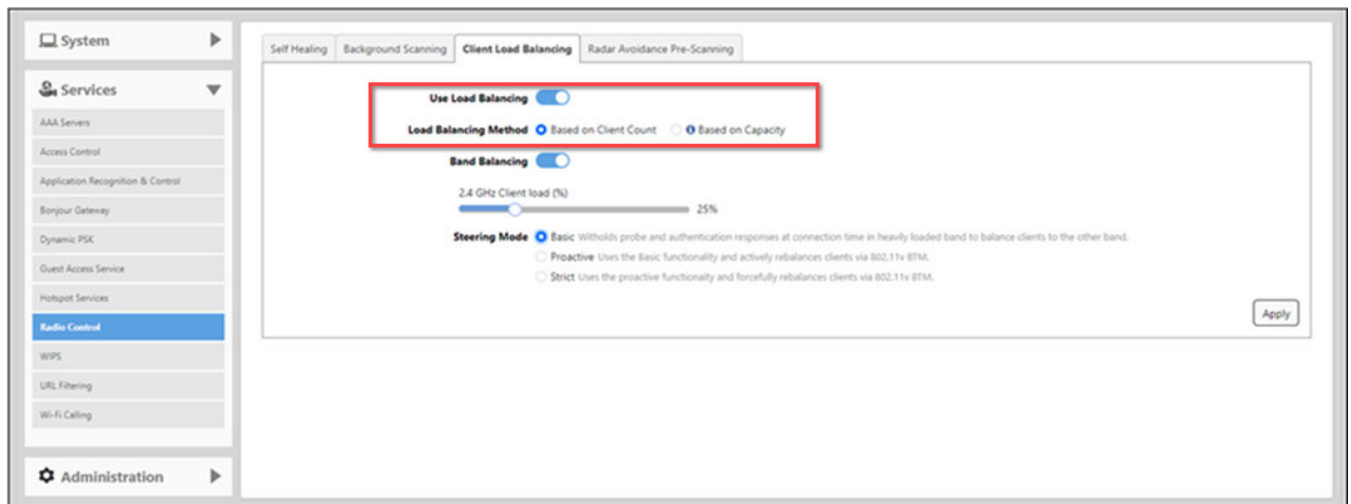 System
Services
AAA Servers
Access Control
Application Recognition & Control
Bonjour Gateway
Dynamic PSK
Guest Access Service
Hotspot Services
Radio Control
WIPS
URL Filtering
Wi-Fi Calling
Administration
Self Healing Background Scanning Client Load Balancing Radar Avoidance Pre-Scanning
Use Load Balancing
Load Balancing Method Based on Client Count Based on Capacity
Band Balancing
2.4 GHz Client load (%)
25%
Steering Mode Basic Witholds probe and authentication responses at connection time in heavily loaded band to balance clients to the other band.
Proactive Uses the Basic functionality and actively rebalances clients via 802.11v BTM.
Strict Uses the proactive functionaity and forcefully rebalances clients via 802.11v BTM.
Apply